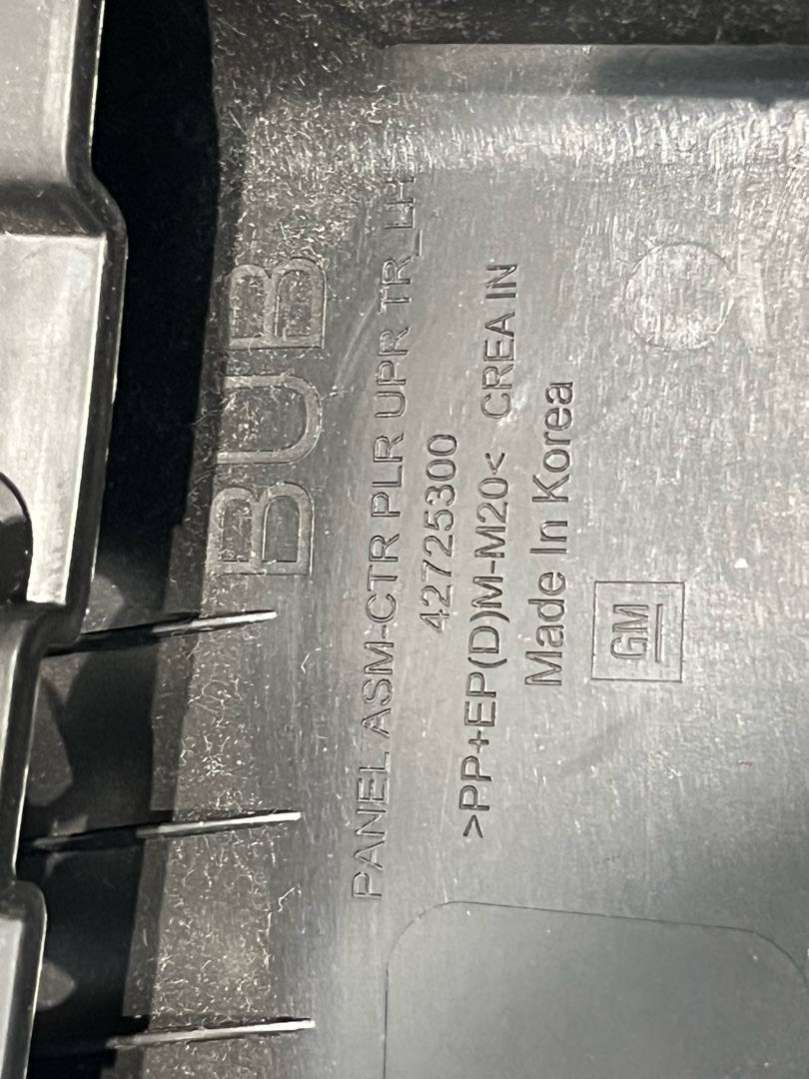 BUB
PANEL ASM-CTR PLR UPR TR_LH
42725300
>PP+EP(D)M-M20< CREA IN
Made In Korea
GM